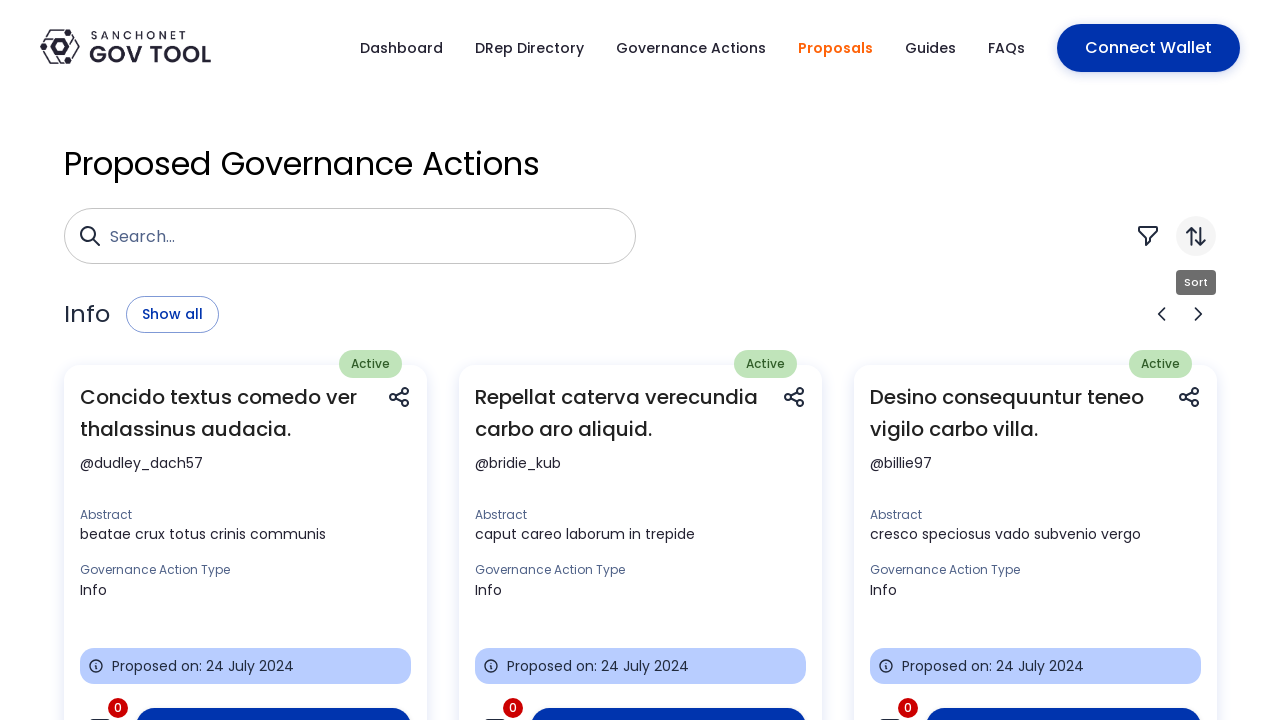 SANCHONET
GOV TOOL
Dashboard
DRep Directory
Governance Actions
Proposals
Guides
FAQs
Connect Wallet
Proposed Governance Actions
Search...
Sort
Info
Show all
Active
Concido textus comedo ver
thalassinus audacia.
@dudley_dach57
Abstract
beatae crux totus crinis communis
Governance Action Type
Info
Proposed on: 24 July 2024
0
Active
Repellat caterva verecundia
carbo aro aliquid.
@bridie_kub
Abstract
caput careo laborum in trepide
Governance Action Type
Info
Proposed on: 24 July 2024
0
Active
Desino consequuntur teneo
vigilo carbo villa.
@billie97
Abstract
cresco speciosus vado subvenio vergo
Governance Action Type
Info
Proposed on: 24 July 2024
0